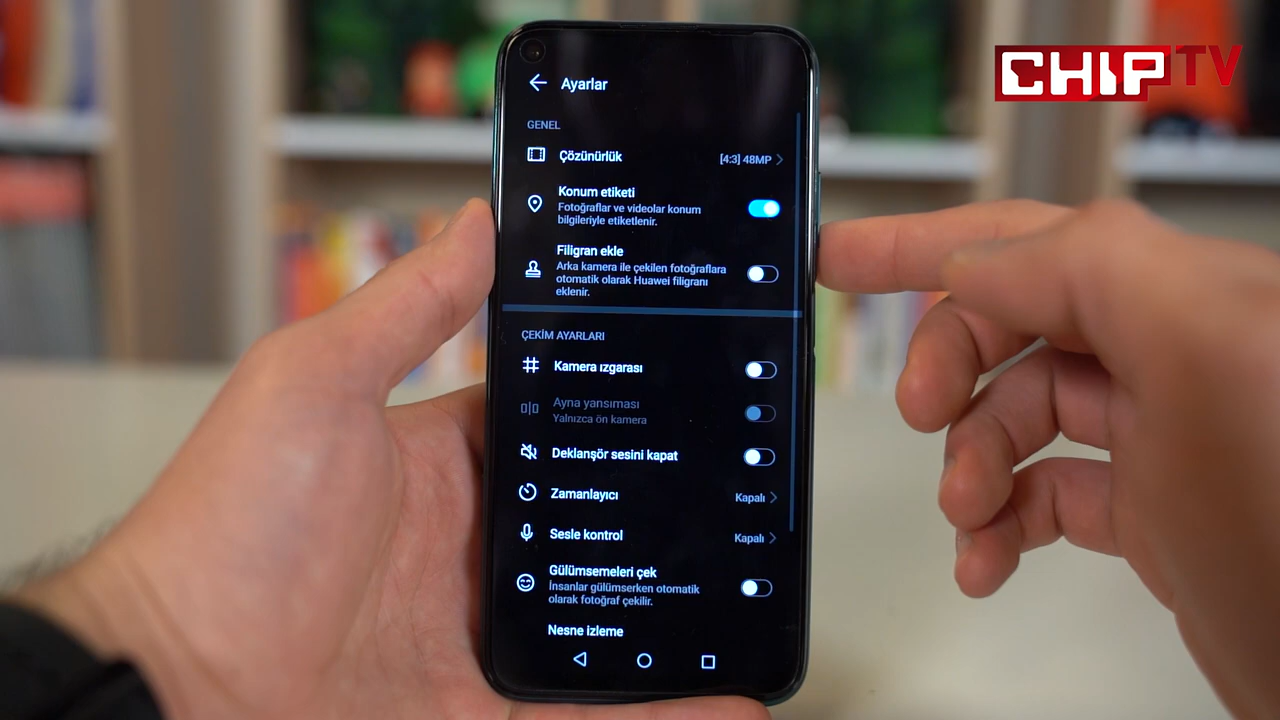 CHIP TV
Ayarlar
GENEL
Çözünürlük [4:3] 48MP
Konum etiketi
Fotoğraflar ve videolar konum
bilgileriyle etiketlenir.
Filigran ekle
Arka kamera ile çekilen fotoğraflara
otomatik olarak Huawei filigranı
eklenir.
ÇEKİM AYARLARI
Kamera ızgarası
Ayna yansıması
Yalnızca ön kamera
Deklanşör sesini kapat
Zamanlayıcı Kapalı
Sesle kontrol Kapalı
Gülümsemeleri çek
İnsanlar gülümserken otomatik
olarak fotoğraf çekilir.
Nesne izleme